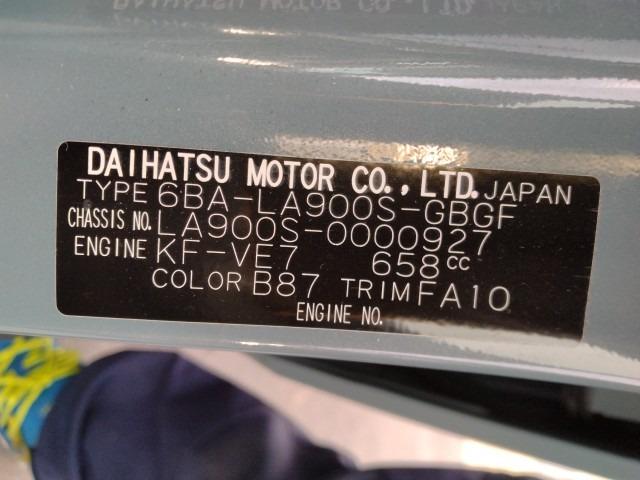 DAIHATSU MOTOR CO., LTD. JAPAN
TYPE 6BA-LA900S-GBGF
CHASSIS NO. LA900S-0000927
ENGINE KF-VE7 658cc
COLOR B87 TRIM FA10
ENGINE NO.